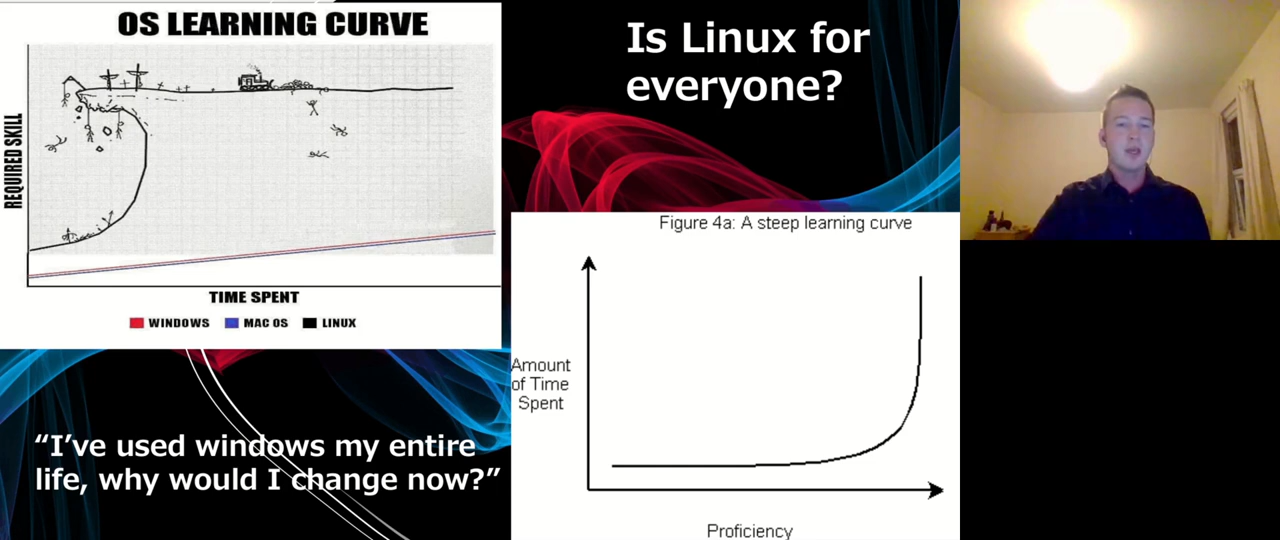 OS LEARNING CURVE
REQUIRED SKILL
TIME SPENT
WINDOWS
MAC OS
LINUX
Is Linux for
everyone?
Figure 4a: A steep learning curve
Amount
of Time
Spent
Proficiency
“I’ve used windows my entire
life, why would I change now?”